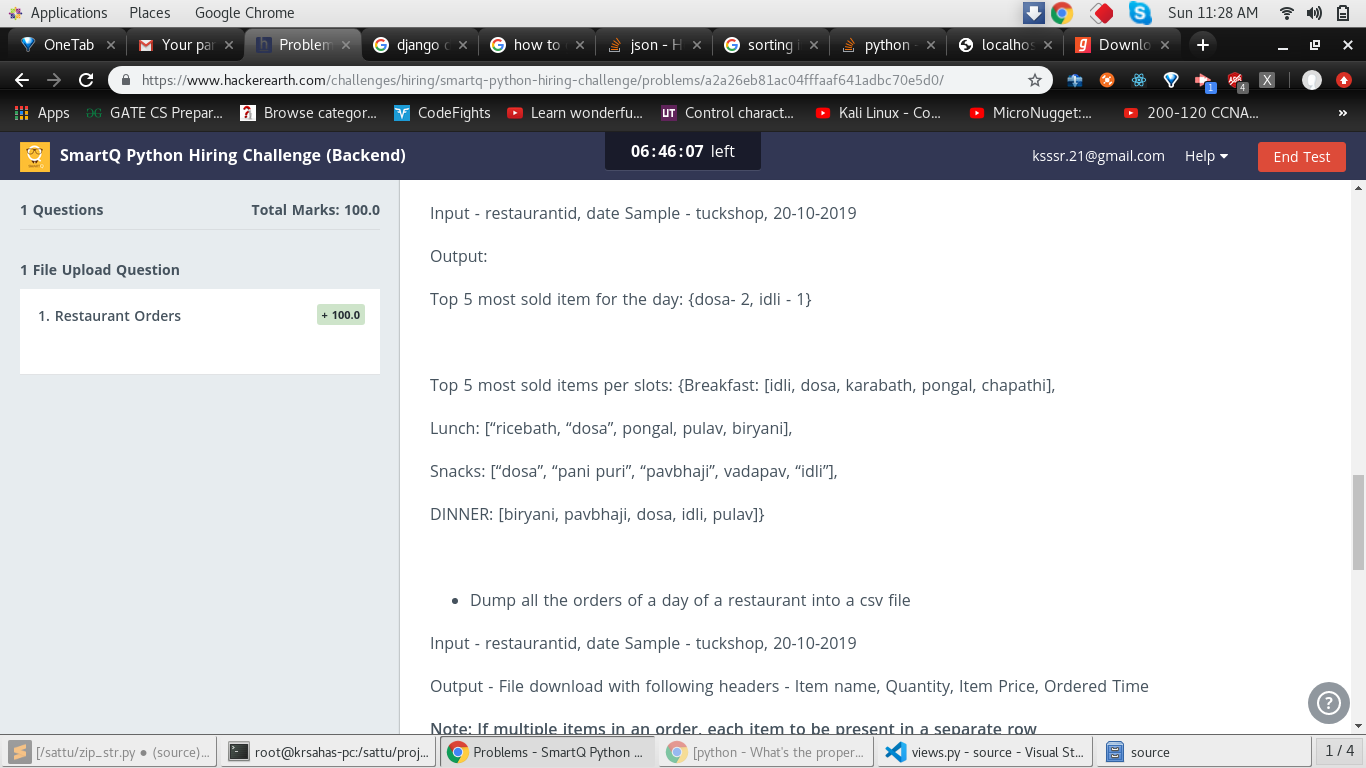 Applications Places Google Chrome Sun 11:28 AM
OneTab Your par Problem django c how to json - H sorting python - localhos Downlo
https://www.hackerearth.com/challenges/hiring/smartq-python-hiring-challenge/problems/a2a26eb81ac04fffaaf641adbc70e5d0/
Apps GATE CS Prepar... Browse categor... CodeFights Learn wonderfu... Control charact... Kali Linux - Co... MicroNugget:... 200-120 CCNA... »
SmartQ Python Hiring Challenge (Backend) 06:46:07 left ksssr.21@gmail.com Help End Test
1 Questions Total Marks: 100.0
1 File Upload Question
1. Restaurant Orders + 100.0
Input - restaurantid, date Sample - tuckshop, 20-10-2019
Output:
Top 5 most sold item for the day: {dosa- 2, idli - 1}
Top 5 most sold items per slots: {Breakfast: [idli, dosa, karabath, pongal, chapathi],
Lunch: [“ricebath, “dosa”, pongal, pulav, biryani],
Snacks: [“dosa”, “pani puri”, “pavbhaji”, vadapav, “idli”],
DINNER: [biryani, pavbhaji, dosa, idli, pulav]}
• Dump all the orders of a day of a restaurant into a csv file
Input - restaurantid, date Sample - tuckshop, 20-10-2019
Output - File download with following headers - Item name, Quantity, Item Price, Ordered Time
Note: If multiple items in an order, each item to be present in a separate row
[/sattu/zip_str.py • (source)... root@krsahas-pc:/sattu/proj... Problems - SmartQ Python ... [python - What's the proper... views.py - source - Visual St... source 1 / 4